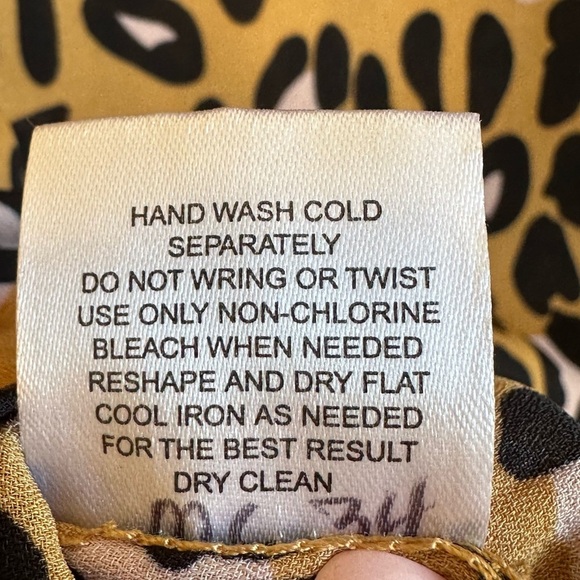 HAND WASH COLD
SEPARATELY
DO NOT WRING OR TWIST
USE ONLY NON-CHLORINE
BLEACH WHEN NEEDED
RESHAPE AND DRY FLAT
COOL IRON AS NEEDED
FOR THE BEST RESULT
DRY CLEAN
34